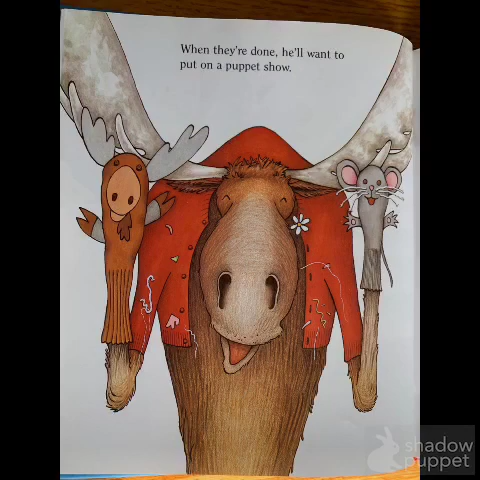 When they're done, he'll want to
put on a puppet show.
shadow
puppet